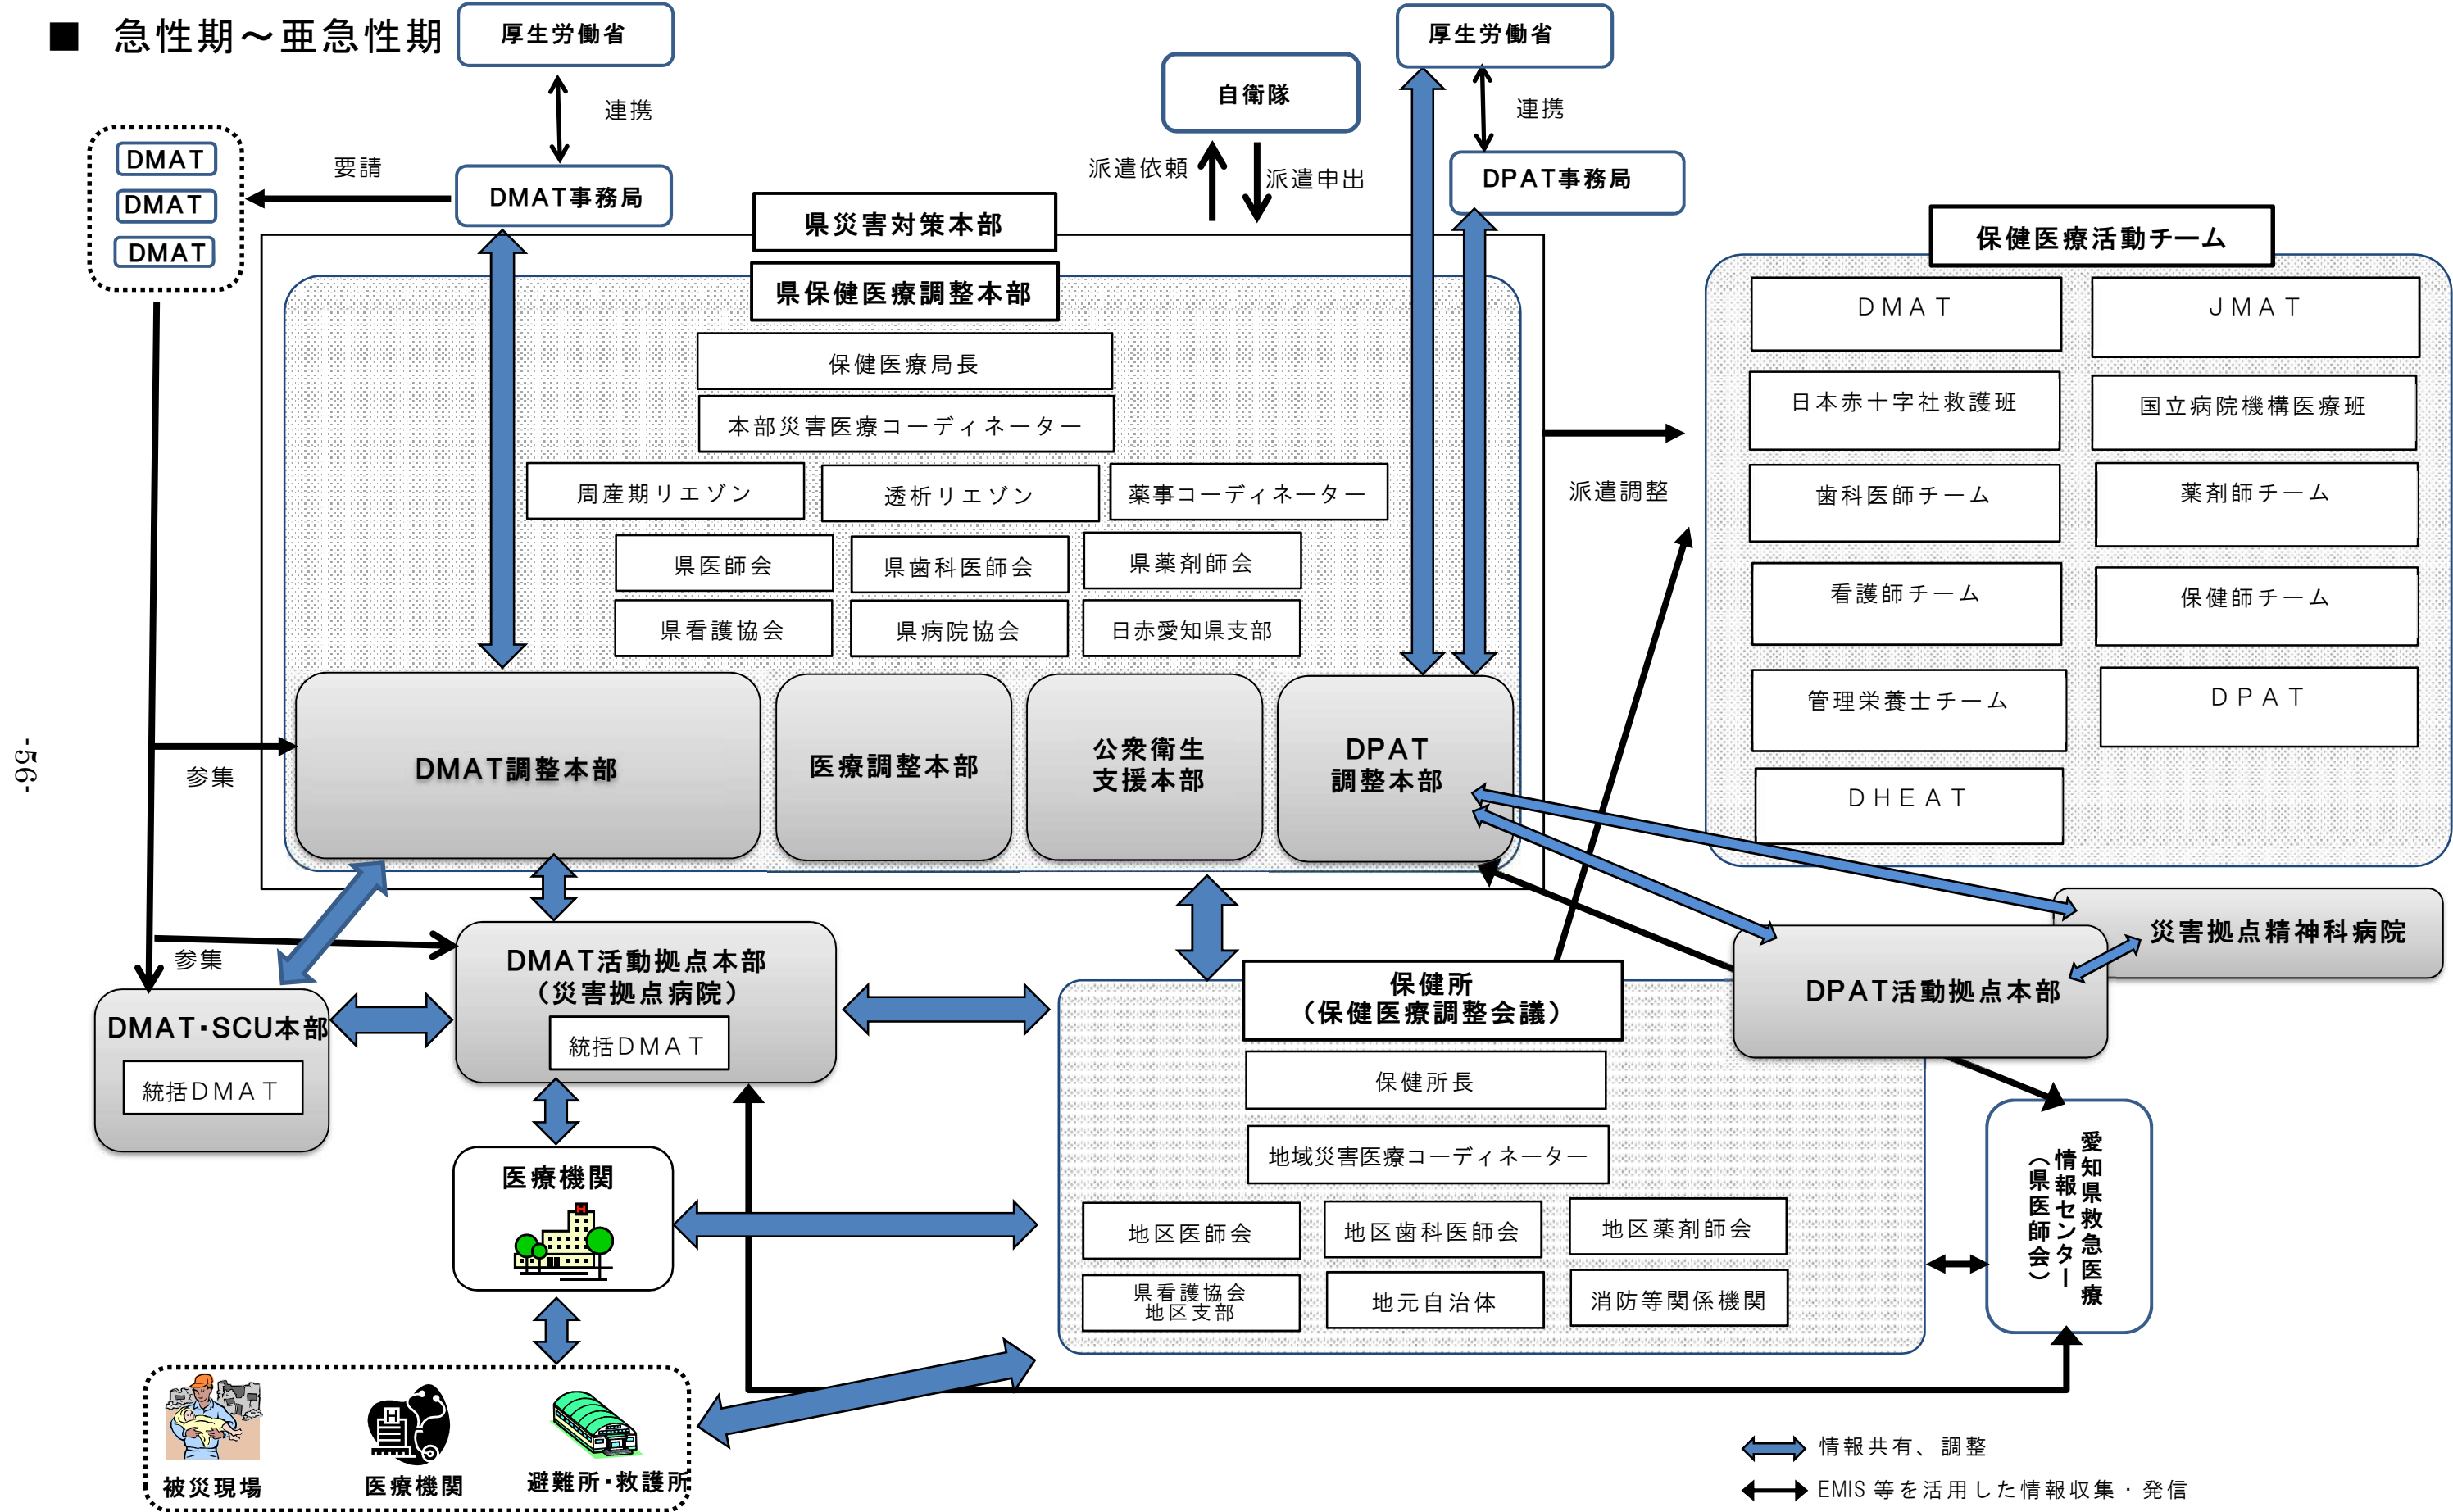 ■ 急性期～亜急性期
厚生労働省
連携
DMAT
DMAT
DMAT
要請
DMAT事務局
自衛隊
派遣依頼
派遣申出
厚生労働省
連携
DPAT事務局
県災害対策本部
県保健医療調整本部
保健医療局長
本部災害医療コーディネーター
周産期リエゾン
透析リエゾン
薬事コーディネーター
県医師会
県歯科医師会
県薬剤師会
県看護協会
県病院協会
日赤愛知県支部
DMAT調整本部
医療調整本部
公衆衛生
支援本部
DPAT
調整本部
派遣調整
保健医療活動チーム
DMAT
JMAT
日本赤十字社救護班
国立病院機構医療班
歯科医師チーム
薬剤師チーム
看護師チーム
保健師チーム
管理栄養士チーム
DPAT
DHEAT
参集
参集
DMAT・SCU本部
統括DMAT
DMAT活動拠点本部
（災害拠点病院）
統括DMAT
医療機関
H
被災現場
H
医療機関
避難所・救護所
保健所
（保健医療調整会議）
保健所長
地域災害医療コーディネーター
地区医師会
地区歯科医師会
地区薬剤師会
県看護協会
地区支部
地元自治体
消防等関係機関
DPAT活動拠点本部
災害拠点精神科病院
愛知県救急医療
情報センター
（県医師会）
情報共有、調整
EMIS 等を活用した情報収集・発信
-56-